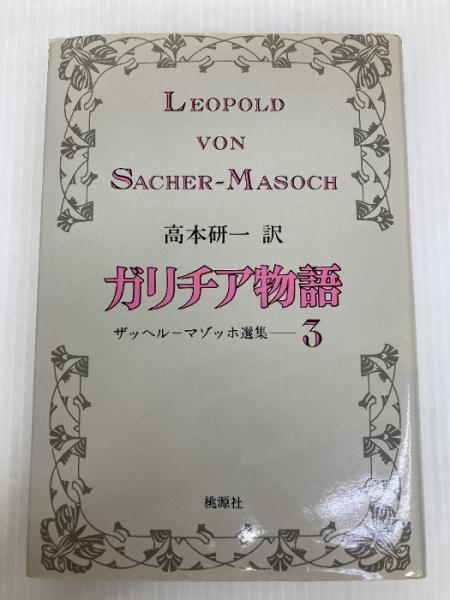 LEOPOLD
VON
SACHER-MASOCH
高本研一 訳
ガリチア物語
ザッヘル＝マゾッホ選集──3
桃源社